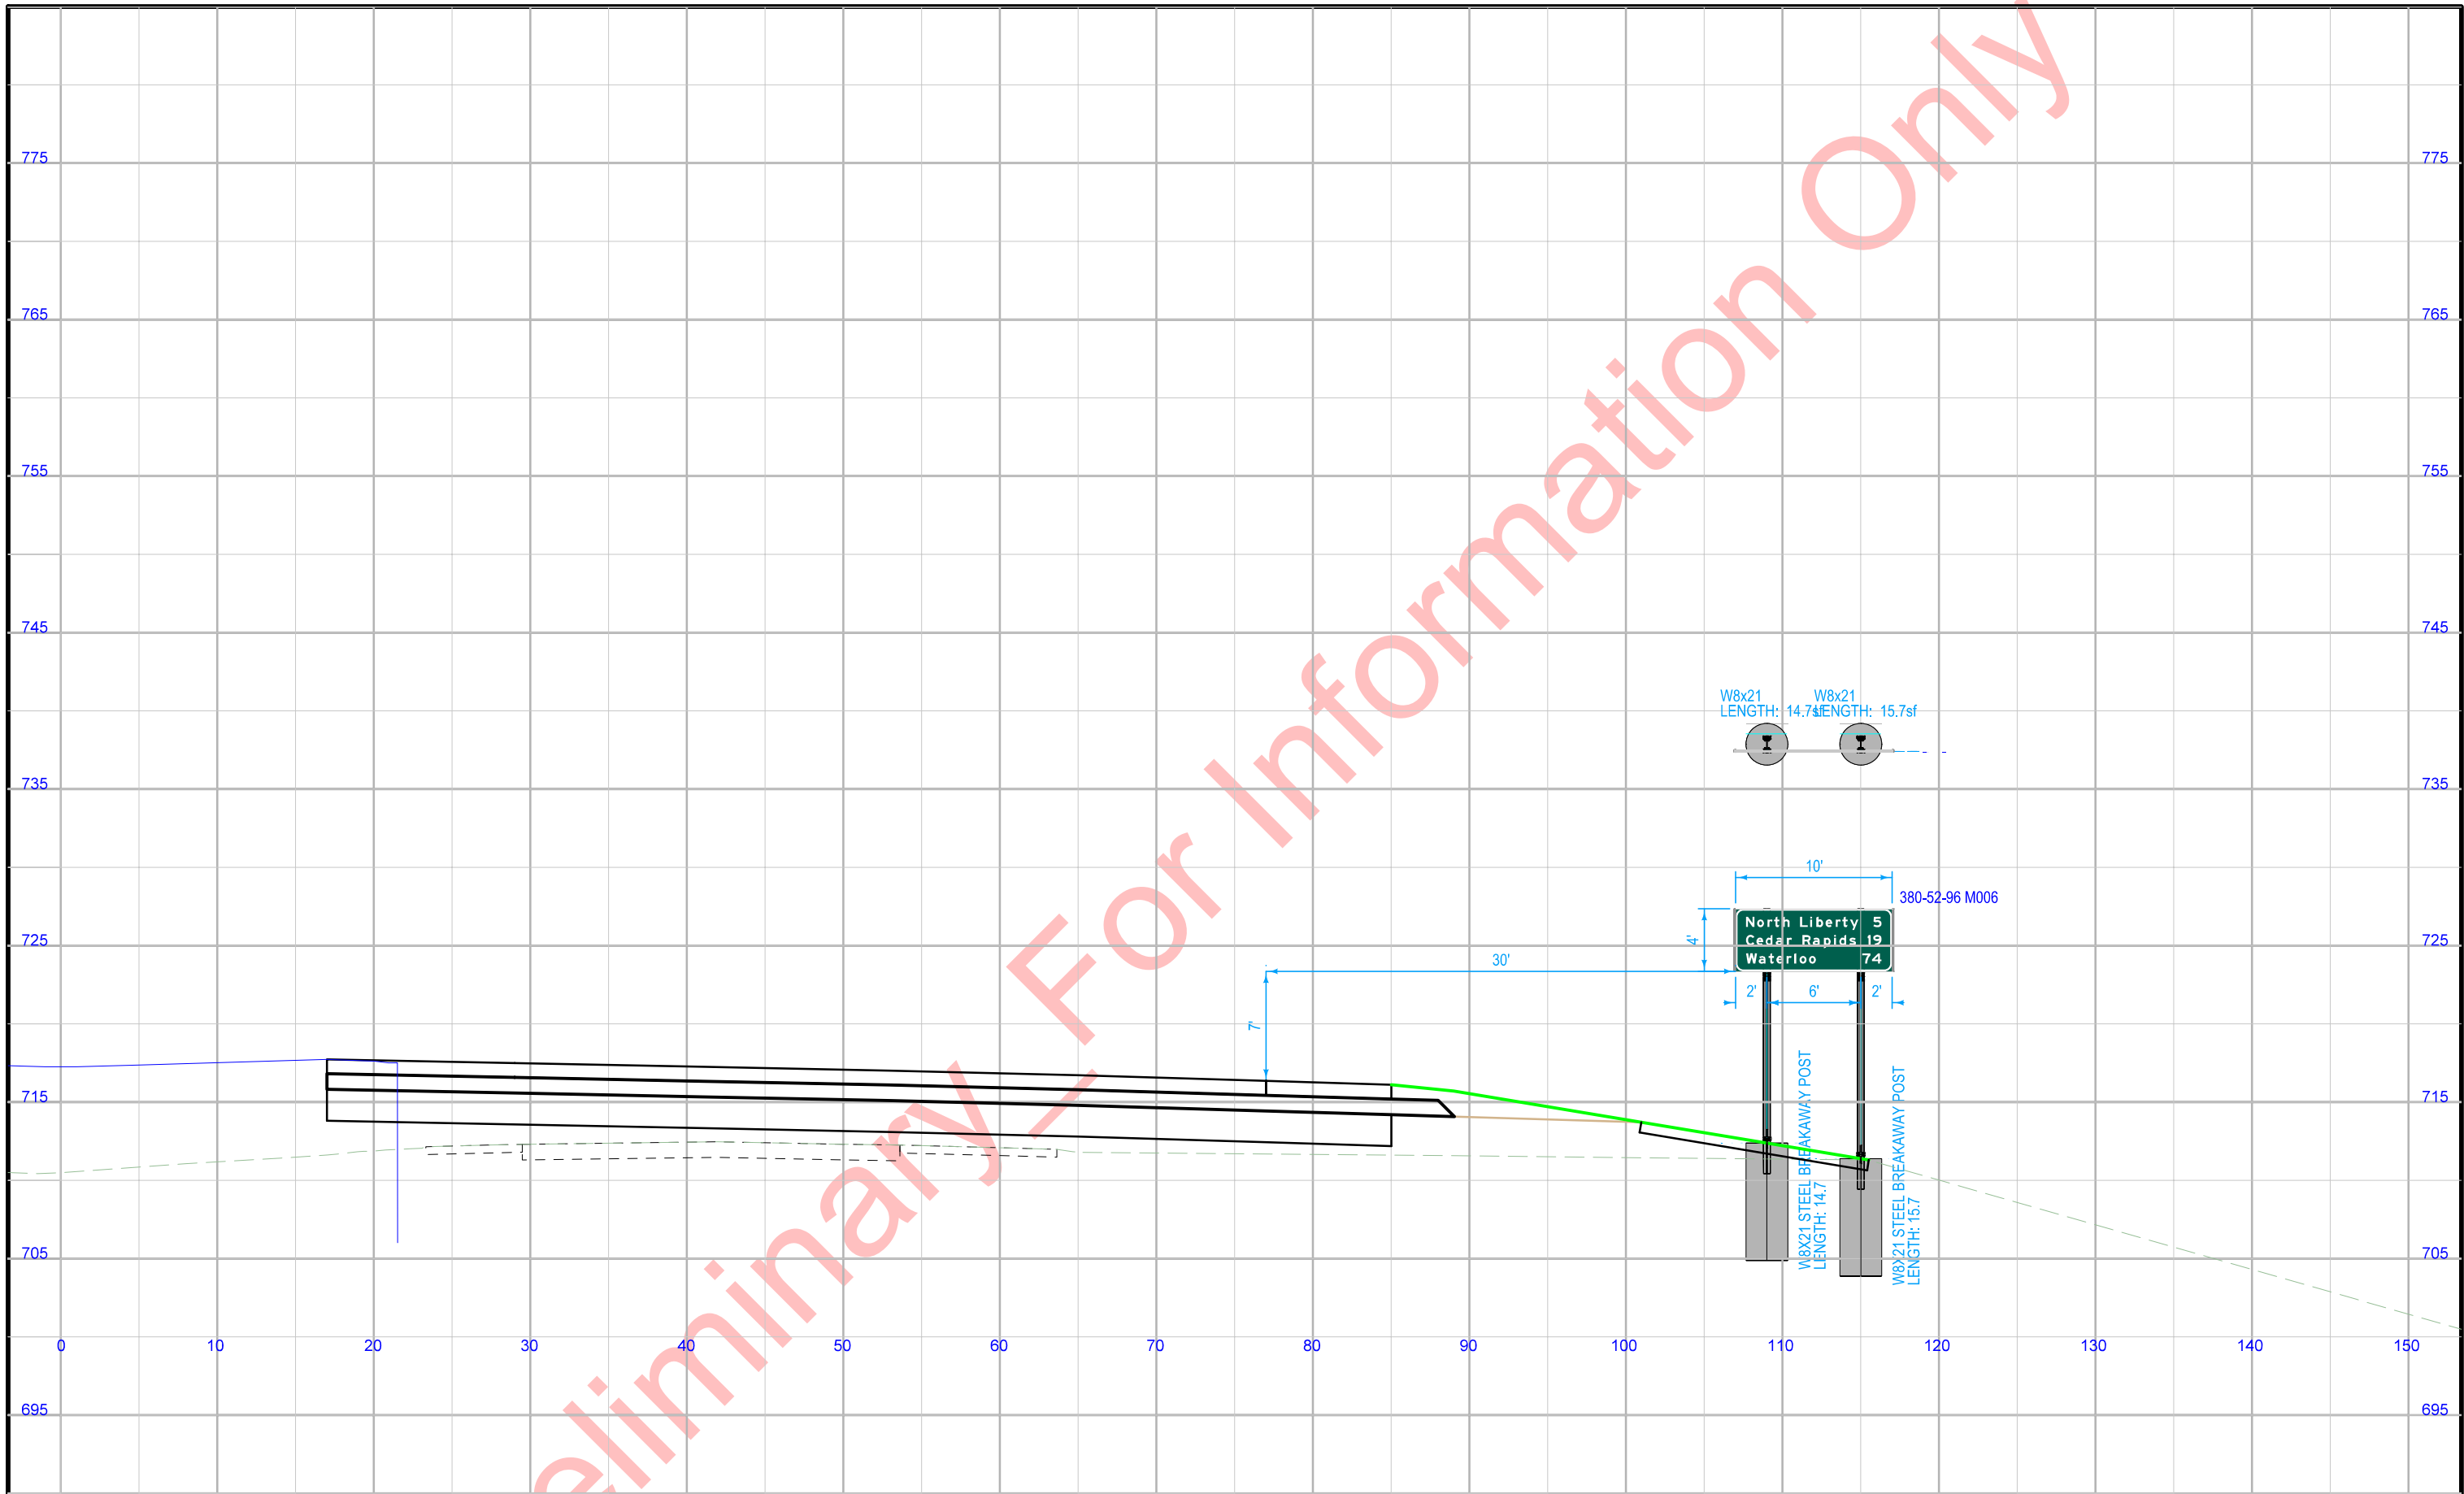 Preliminary_For Information Only
775 775
765 765
755 755
745 745
W8x21 W8x21
LENGTH: 14.7sf LENGTH: 15.7sf
735 735
10'
380-52-96 M006
North Liberty 5
4'
725 Cedar Rapids 19 725
30'
Waterloo 74
2' 6' 2'
7'
715 715
W8X21 STEEL BREAKAWAY POST
LENGTH: 14.7
W8X21 STEEL BREAKAWAY POST
LENGTH: 15.7
705 705
0 10 20 30 40 50 60 70 80 90 100 110 120 130 140 150
695 695